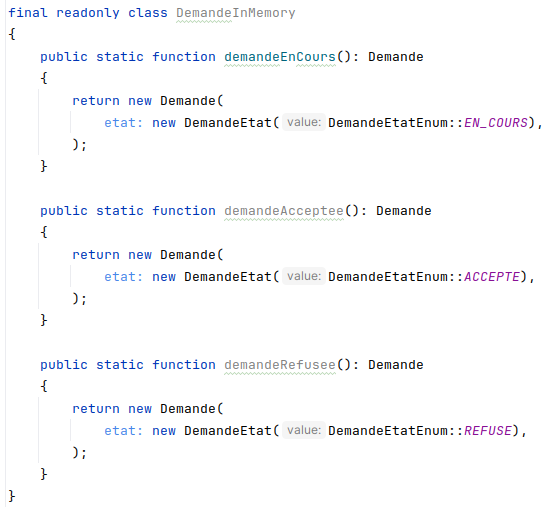 final readonly class DemandeInMemory
{
    public static function demandeEnCours(): Demande
    {
        return new Demande(
            etat: new DemandeEtat( value: DemandeEtatEnum::EN_COURS),
        );
    }

    public static function demandeAcceptee(): Demande
    {
        return new Demande(
            etat: new DemandeEtat( value: DemandeEtatEnum::ACCEPTE),
        );
    }

    public static function demandeRefusee(): Demande
    {
        return new Demande(
            etat: new DemandeEtat( value: DemandeEtatEnum::REFUSE),
        );
    }
}